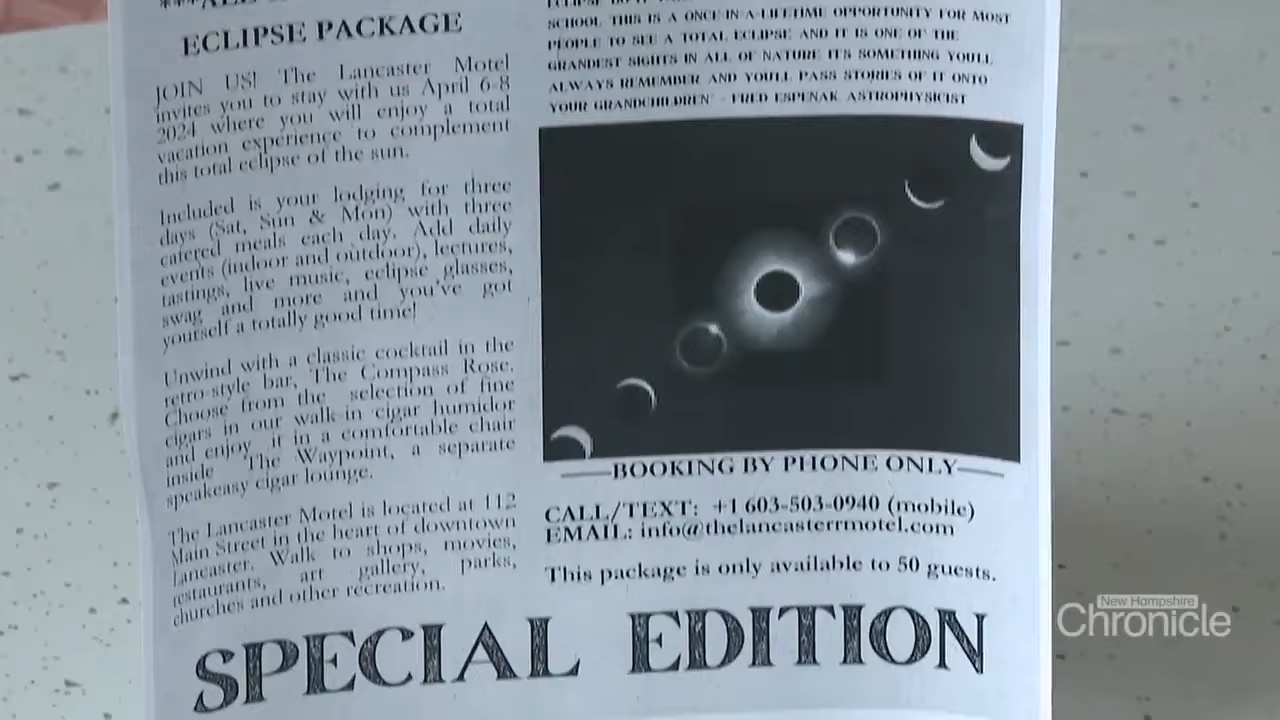 ECLIPSE PACKAGE
JOIN US! The Lancaster Motel
invites you to stay with us April 6-8
2024 where you will enjoy a total
vacation experience to complement
this total eclipse of the sun.
Included is your lodging for three
days (Sat, Sun & Mon) with three
catered meals each day. Add daily
events (indoor and outdoor), lectures,
tastings, live music, eclipse glasses,
swag and more and you've got
yourself a totally good time!
Unwind with a classic cocktail in the
retro-style bar, The Compass Rose.
Choose from the selection of fine
cigars in our walk-in cigar humidor
and enjoy it in a comfortable chair
inside The Waypoint, a separate
speakeasy cigar lounge.
The Lancaster Motel is located at 112
Main Street in the heart of downtown
Lancaster. Walk to shops, movies,
restaurants, art gallery, parks,
churches and other recreation.
SCHOOL THIS IS A ONCE-IN-A-LIFETIME OPPORTUNITY FOR MOST
PEOPLE TO SEE A TOTAL ECLIPSE AND IT IS ONE OF THE
GRANDEST SIGHTS IN ALL OF NATURE IT'S SOMETHING YOU'LL
ALWAYS REMEMBER AND YOU'LL PASS STORIES OF IT ONTO
YOUR GRANDCHILDREN' - FRED ESPENAK ASTROPHYSICIST
BOOKING BY PHONE ONLY
CALL/TEXT: +1 603-503-0940 (mobile)
EMAIL: info@thelancasterrmotel.com
This package is only available to 50 guests.
SPECIAL EDITION
New Hampshire
Chronicle